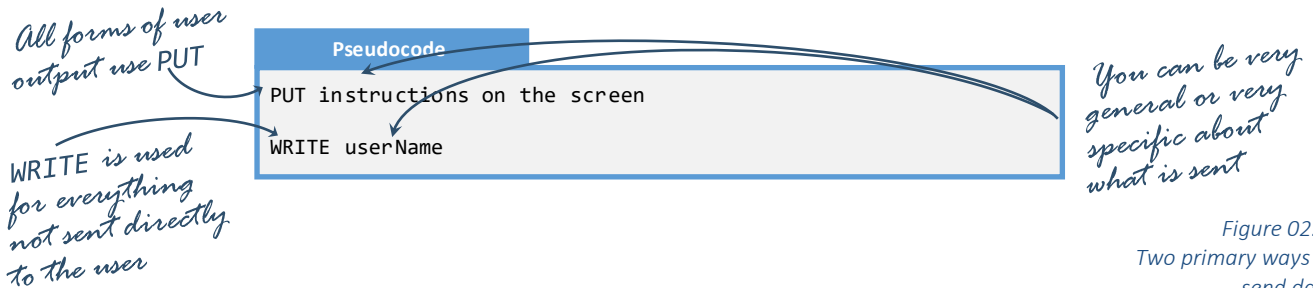 All forms of user
output use PUT
Pseudocode
PUT instructions on the screen
WRITE userName
WRITE is used
for everything
not sent directly
to the user
You can be very
general or very
specific about
what is sent
Figure 02.
Two primary ways
send da